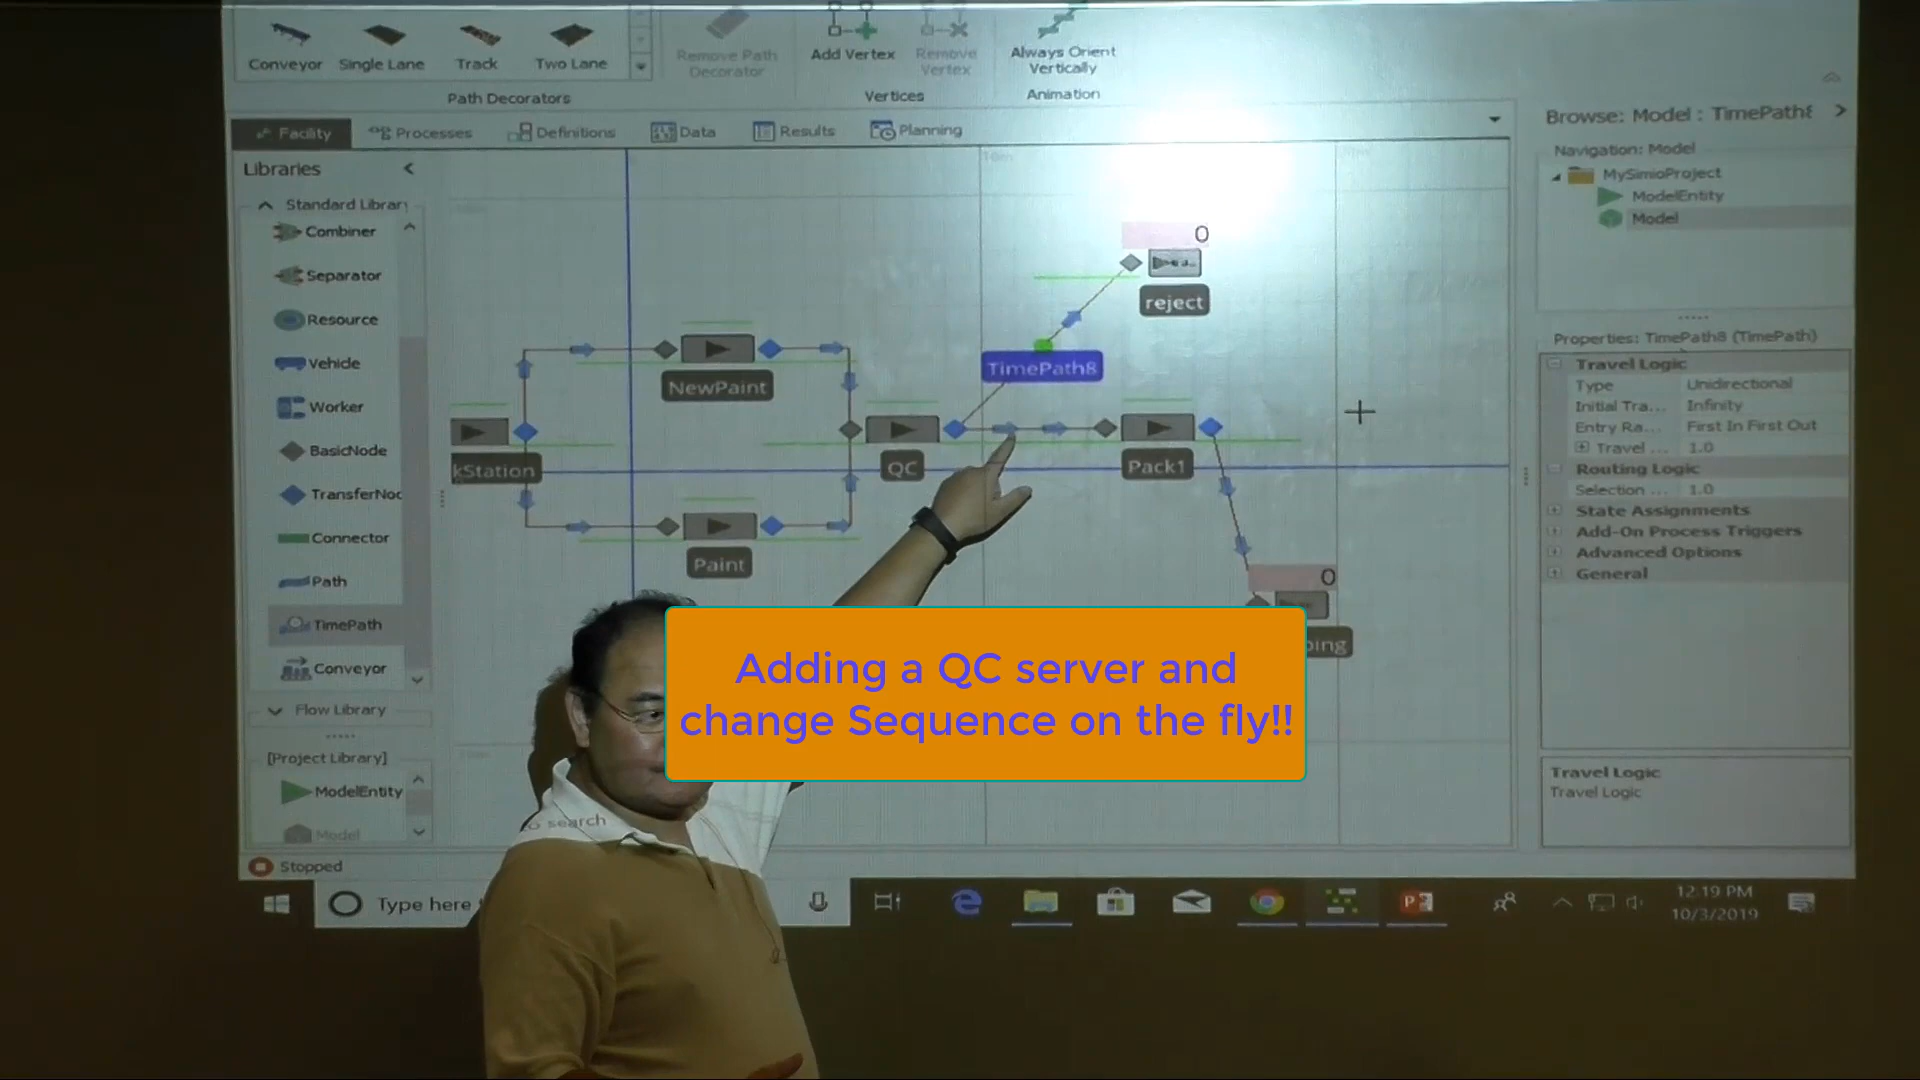 Conveyor Single Lane Track Two Lane
Remove Path
Decorator
Add Vertex
Remove
Vertex
Always Orient
Vertically
Path Decorators
Vertices
Animation
Facility Processes Definitions Data Results Planning
Libraries
Standard Librar
Combiner
Separator
Resource
Vehicle
Worker
BasicNode
TransferNoc
Connector
Path
TimePath
Conveyor
Flow Library
[Project Library]
ModelEntity
Model
Stopped
10m
0
reject
TimePath8
NewPaint
kStation
QC
Pack1
Paint
0
ping
Adding a QC server and
change Sequence on the fly!!
Browse: Model : TimePath8
Navigation: Model
MySimioProject
ModelEntity
Model
Properties: TimePath8 (TimePath)
Travel Logic
Type Unidirectional
Initial Tra... Infinity
Entry Ra... First In First Out
Travel 1.0
Routing Logic
Selection ... 1.0
State Assignments
Add-On Process Triggers
Advanced Options
General
Travel Logic
Travel Logic
Type here
o search
12:19 PM
10/3/2019